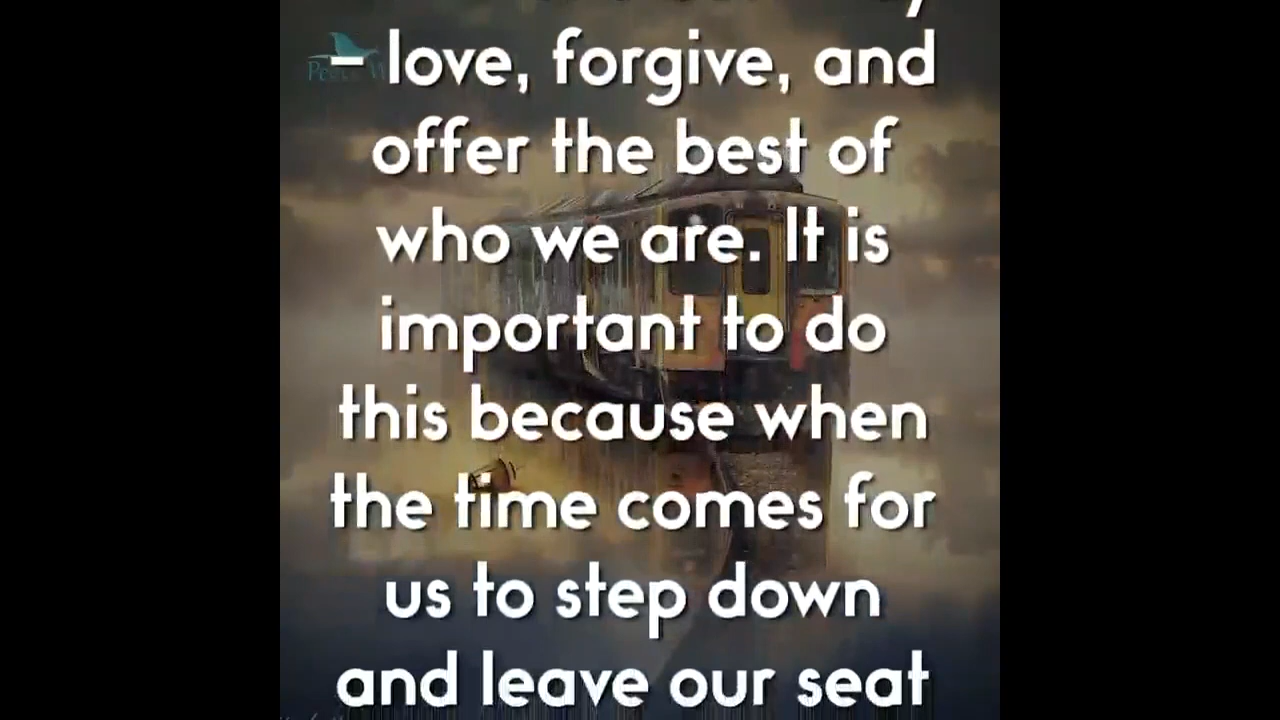 – love, forgive, and
offer the best of
who we are. It is
important to do
this because when
the time comes for
us to step down
and leave our seat